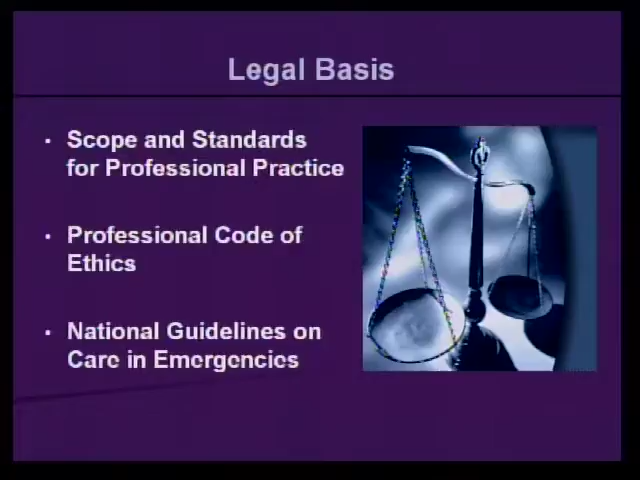 Legal Basis
• Scope and Standards
for Professional Practice
• Professional Code of
Ethics
• National Guidelines on
Care in Emergencies